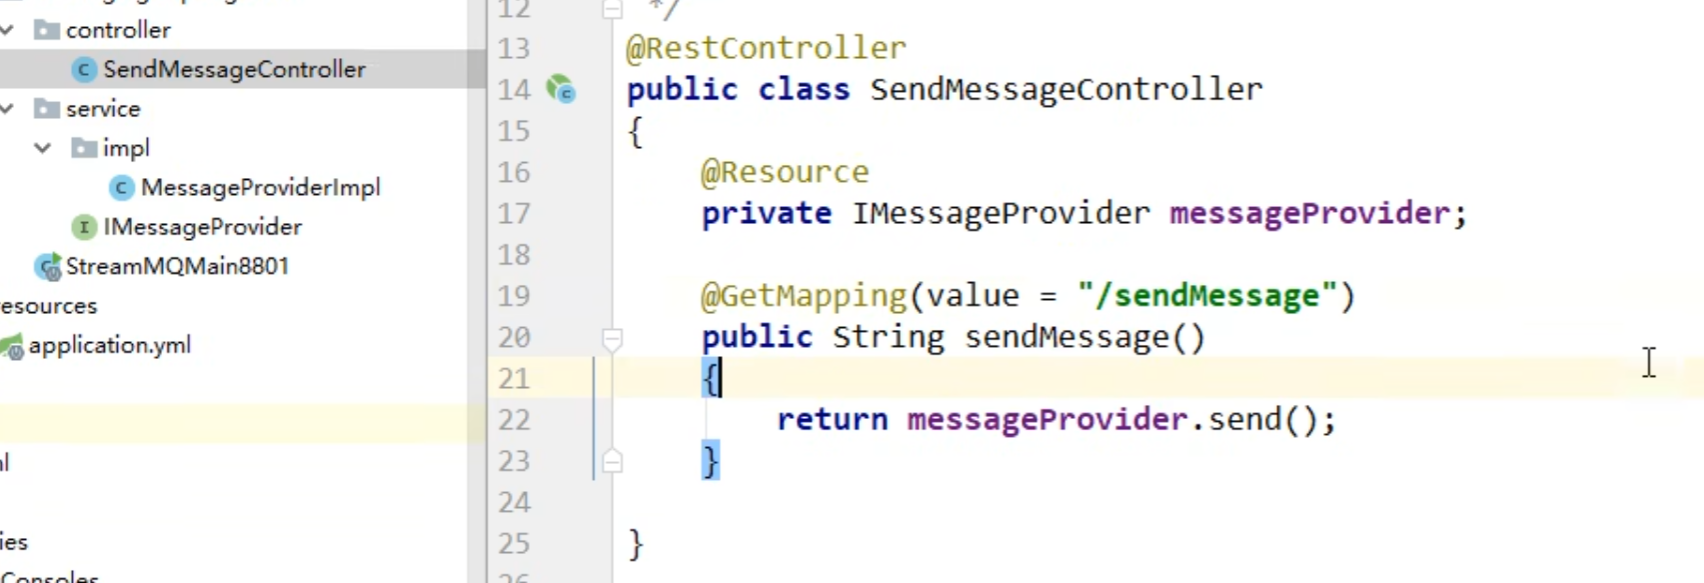 controller
SendMessageController
service
impl
MessageProviderImpl
IMessageProvider
StreamMQMain8801
esources
application.yml
ies
Consoles
12 */
13 @RestController
14 public class SendMessageController
15 {
16 @Resource
17 private IMessageProvider messageProvider;
18
19 @GetMapping(value = "/sendMessage")
20 public String sendMessage()
21 {
22 return messageProvider.send();
23 }
24
25 }
26